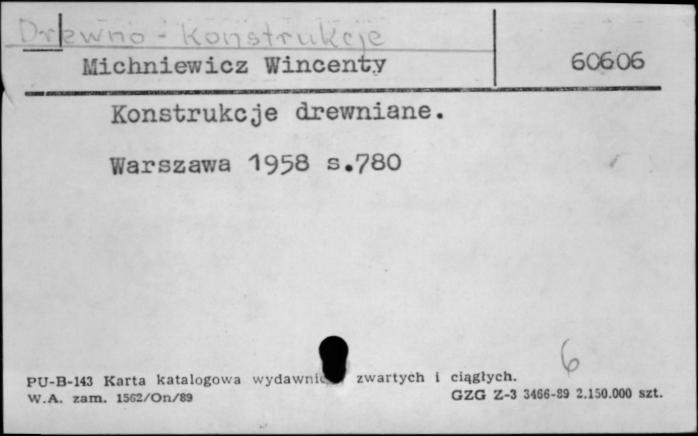 Drewno - Konstrukcje
Michniewicz Wincenty 60606
Konstrukcje drewniane.
Warszawa 1958 s.780
6
PU-B-143 Karta katalogowa wydawnic zwartych i ciągłych.
W.A. zam. 1562/On/89 GZG Z-3 3466-89 2.150.000 szt.